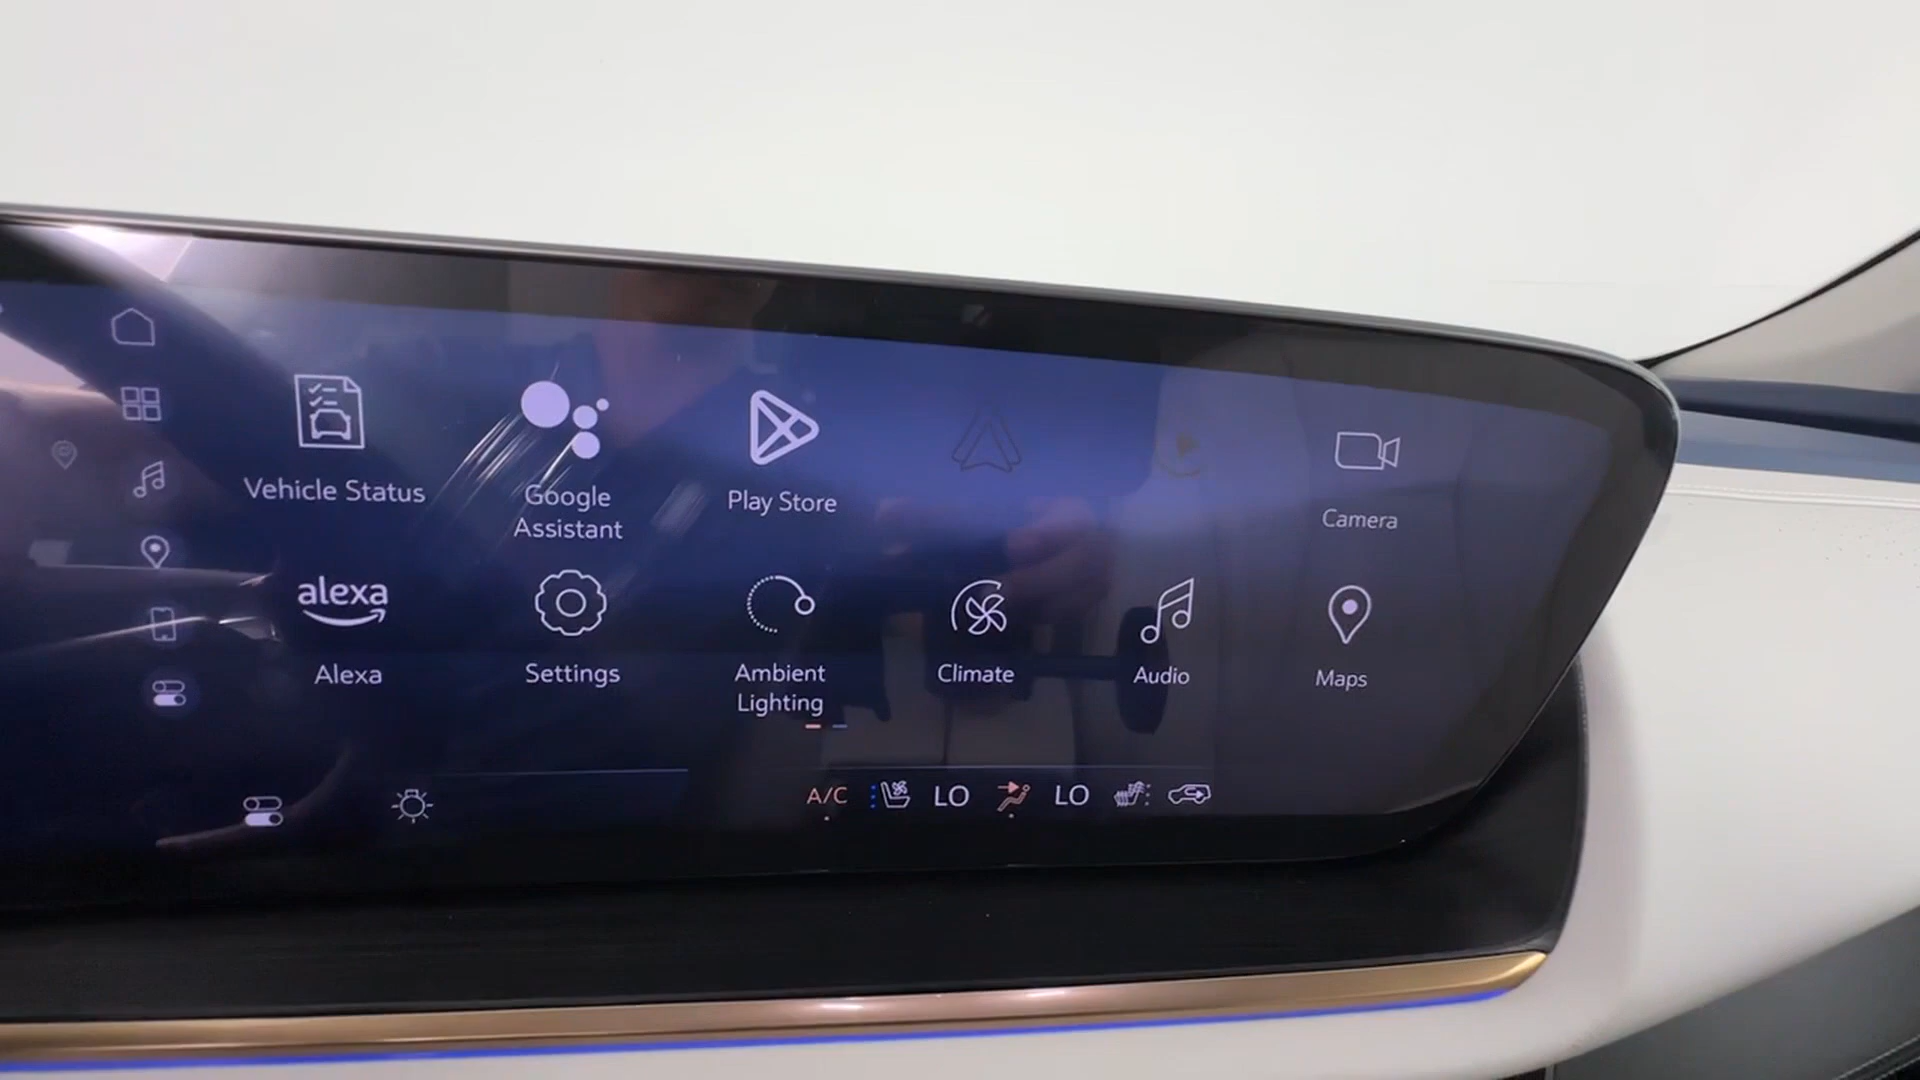 Vehicle Status
Google
Assistant
Play Store
Camera
alexa
Alexa
Settings
Ambient
Lighting
Climate
Audio
Maps
A/C
LO
LO